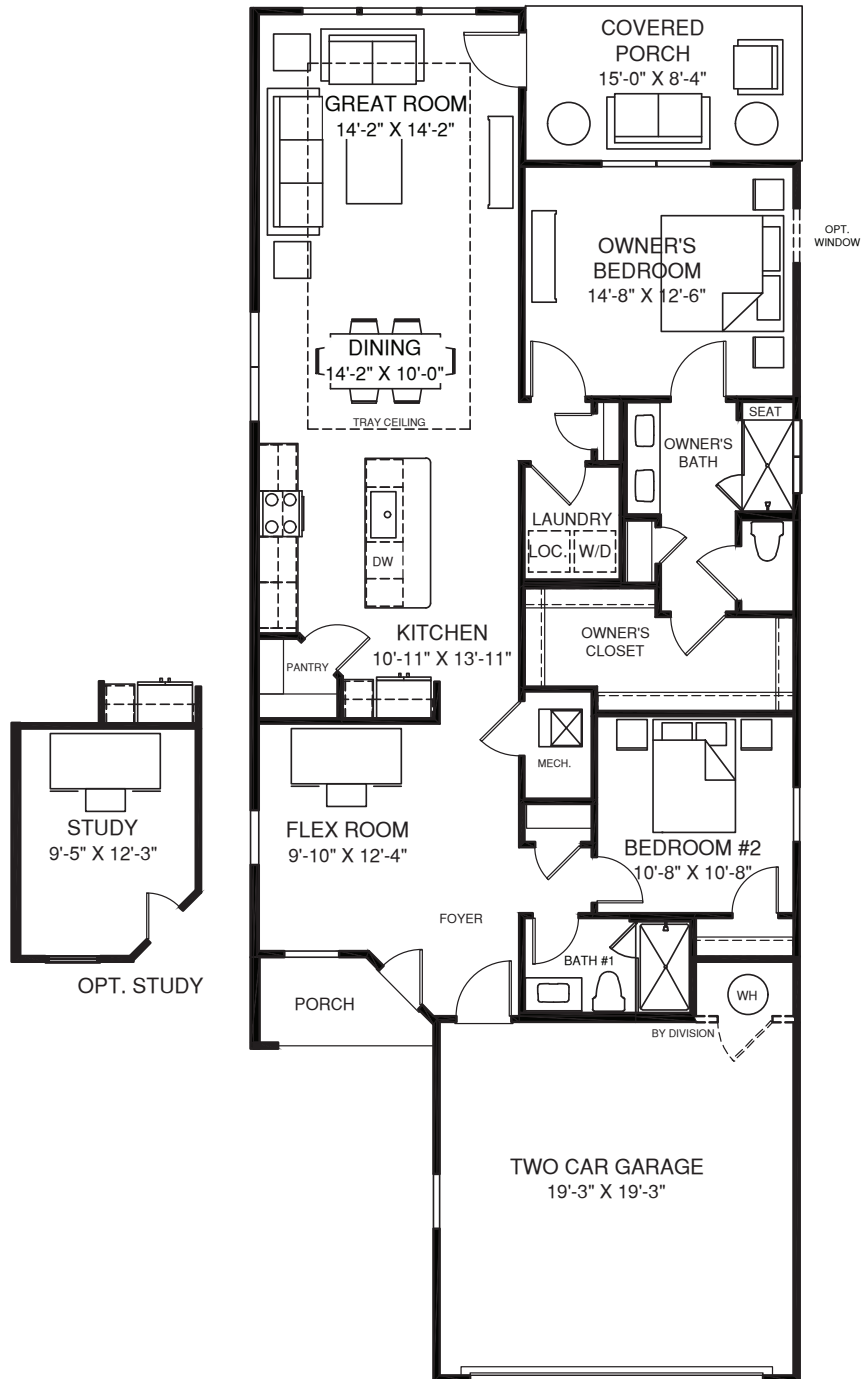 COVERED
PORCH
15'-0" X 8'-4"
GREAT ROOM
14'-2" X 14'-2"
OPT.
WINDOW
OWNER'S
BEDROOM
14'-8" X 12'-6"
DINING
14'-2" X 10'-0"
TRAY CEILING
SEAT
OWNER'S
BATH
LAUNDRY
LOC. W/D
DW
KITCHEN
10'-11" X 13'-11"
OWNER'S
CLOSET
PANTRY
MECH.
STUDY
9'-5" X 12'-3"
FLEX ROOM
9'-10" X 12'-4"
BEDROOM #2
10'-8" X 10'-8"
FOYER
BATH #1
OPT. STUDY
PORCH
WH
BY DIVISION
TWO CAR GARAGE
19'-3" X 19'-3"